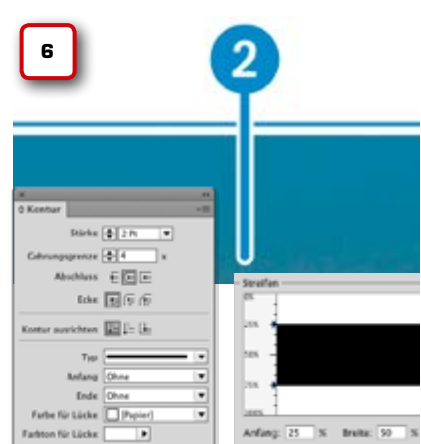 6
2
Kontur
Stärke: 2 Pt
Gehrungsgrenze: 4 x
Abschluss:
Ecke:
Kontur ausrichten:
Typ:
Anfang: Ohne
Ende: Ohne
Farbe für Lücke: [Papier]
Farbton für Lücke:
Streifen
0%
25%
50%
75%
100%
Anfang: 25 % Breite: 50 %